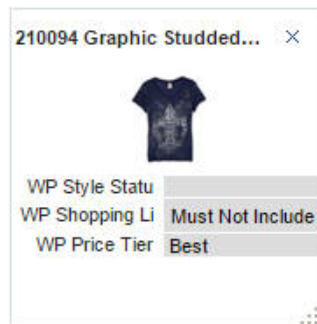 210094 Graphic Studded...
WP Style Statu
WP Shopping Li Must Not Include
WP Price Tier Best